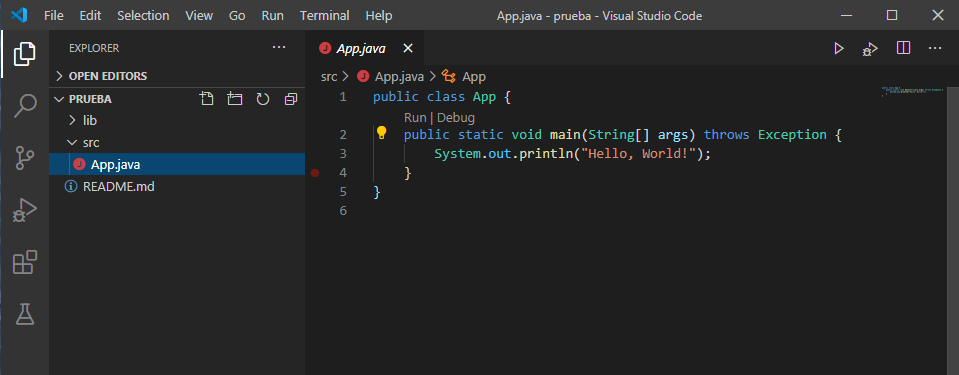 File Edit Selection View Go Run Terminal Help App.java - prueba - Visual Studio Code
EXPLORER
OPEN EDITORS
PRUEBA
lib
src
App.java
README.md
App.java
src > App.java > App
1 public class App {
Run | Debug
2 public static void main(String[] args) throws Exception {
3 System.out.println("Hello, World!");
4 }
5 }
6